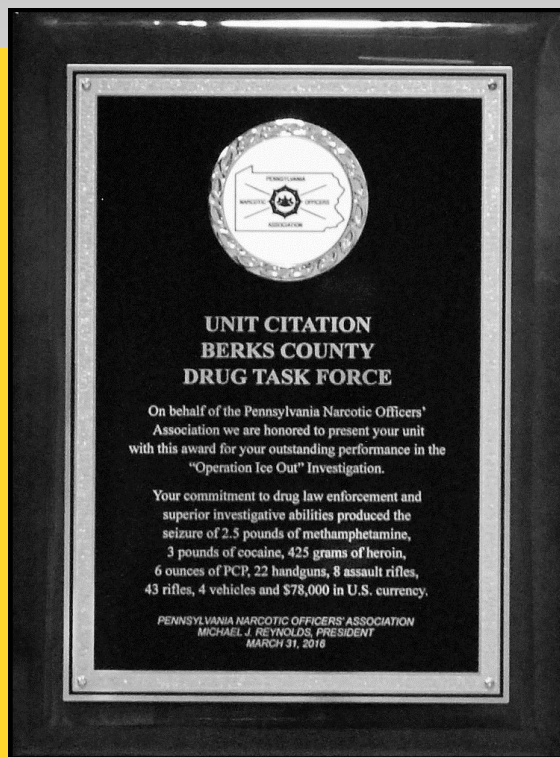 PENNSYLVANIA
NARCOTIC OFFICERS
ASSOCIATION
UNIT CITATION
BERKS COUNTY
DRUG TASK FORCE
On behalf of the Pennsylvania Narcotic Officers'
Association we are honored to present your unit
with this award for your outstanding performance in the
“Operation Ice Out” Investigation.
Your commitment to drug law enforcement and
superior investigative abilities produced the
seizure of 2.5 pounds of methamphetamine,
3 pounds of cocaine, 425 grams of heroin,
6 ounces of PCP, 22 handguns, 8 assault rifles,
43 rifles, 4 vehicles and $78,000 in U.S. currency.
PENNSYLVANIA NARCOTIC OFFICERS' ASSOCIATION
MICHAEL J. REYNOLDS, PRESIDENT
MARCH 31, 2016